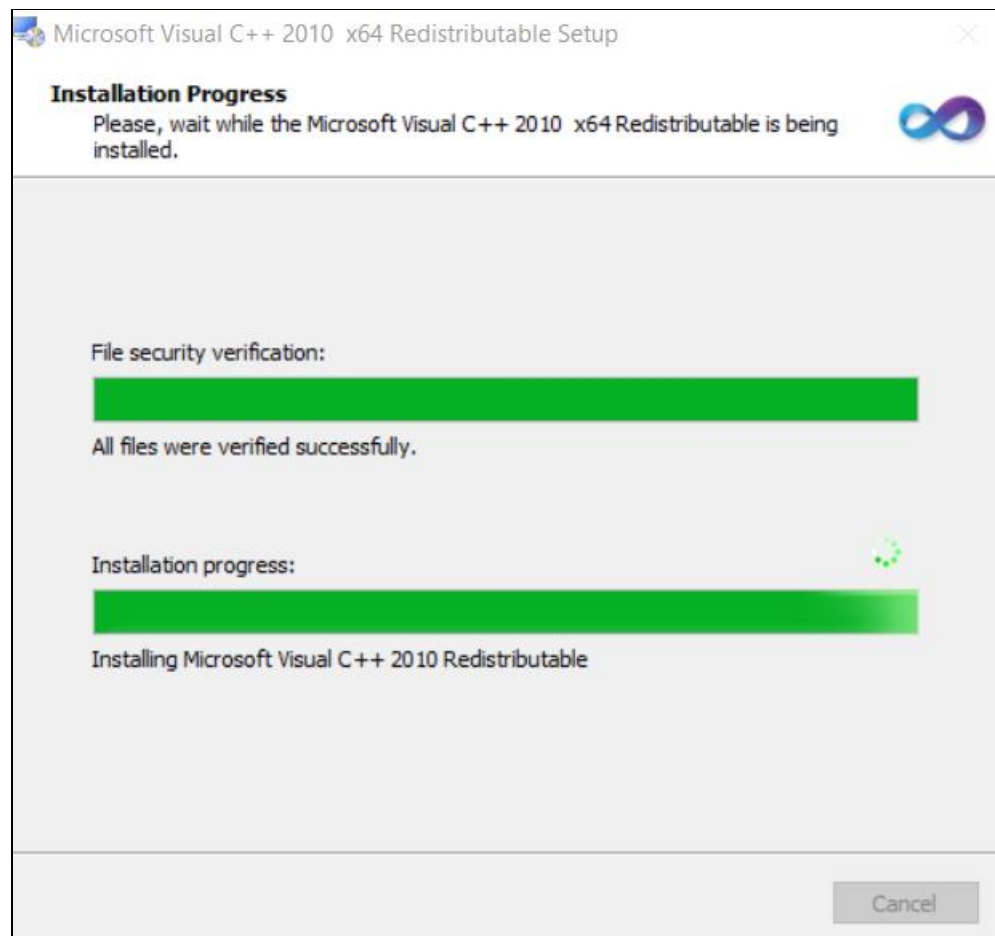 Microsoft Visual C++ 2010  x64 Redistributable Setup
Installation Progress
Please, wait while the Microsoft Visual C++ 2010  x64 Redistributable is being
installed.
File security verification:
All files were verified successfully.
Installation progress:
Installing Microsoft Visual C++ 2010 Redistributable
Cancel